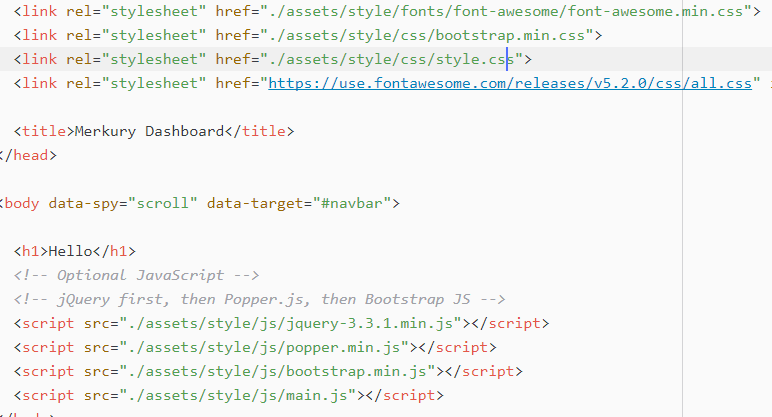 <link rel="stylesheet" href="./assets/style/fonts/font-awesome/font-awesome.min.css">
<link rel="stylesheet" href="./assets/style/css/bootstrap.min.css">
<link rel="stylesheet" href="./assets/style/css/style.css">
<link rel="stylesheet" href="https://use.fontawesome.com/releases/v5.2.0/css/all.css"
<title>Merkury Dashboard</title>
</head>
<body data-spy="scroll" data-target="#navbar">
<h1>Hello</h1>
<!-- Optional JavaScript -->
<!-- jQuery first, then Popper.js, then Bootstrap JS -->
<script src="./assets/style/js/jquery-3.3.1.min.js"></script>
<script src="./assets/style/js/popper.min.js"></script>
<script src="./assets/style/js/bootstrap.min.js"></script>
<script src="./assets/style/js/main.js"></script>